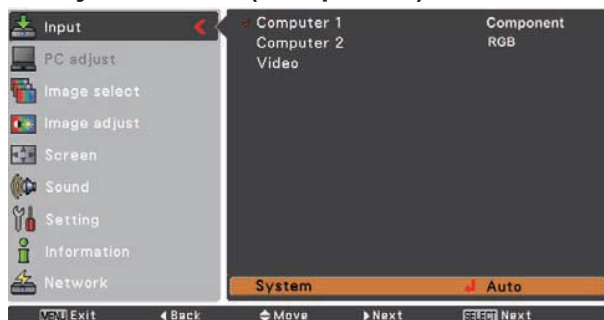 Input
PC adjust
Image select
Image adjust
Screen
Sound
Setting
Information
Network
Computer 1 Component
Computer 2 RGB
Video
System Auto
MENU Exit Back Move Next SELECT Next